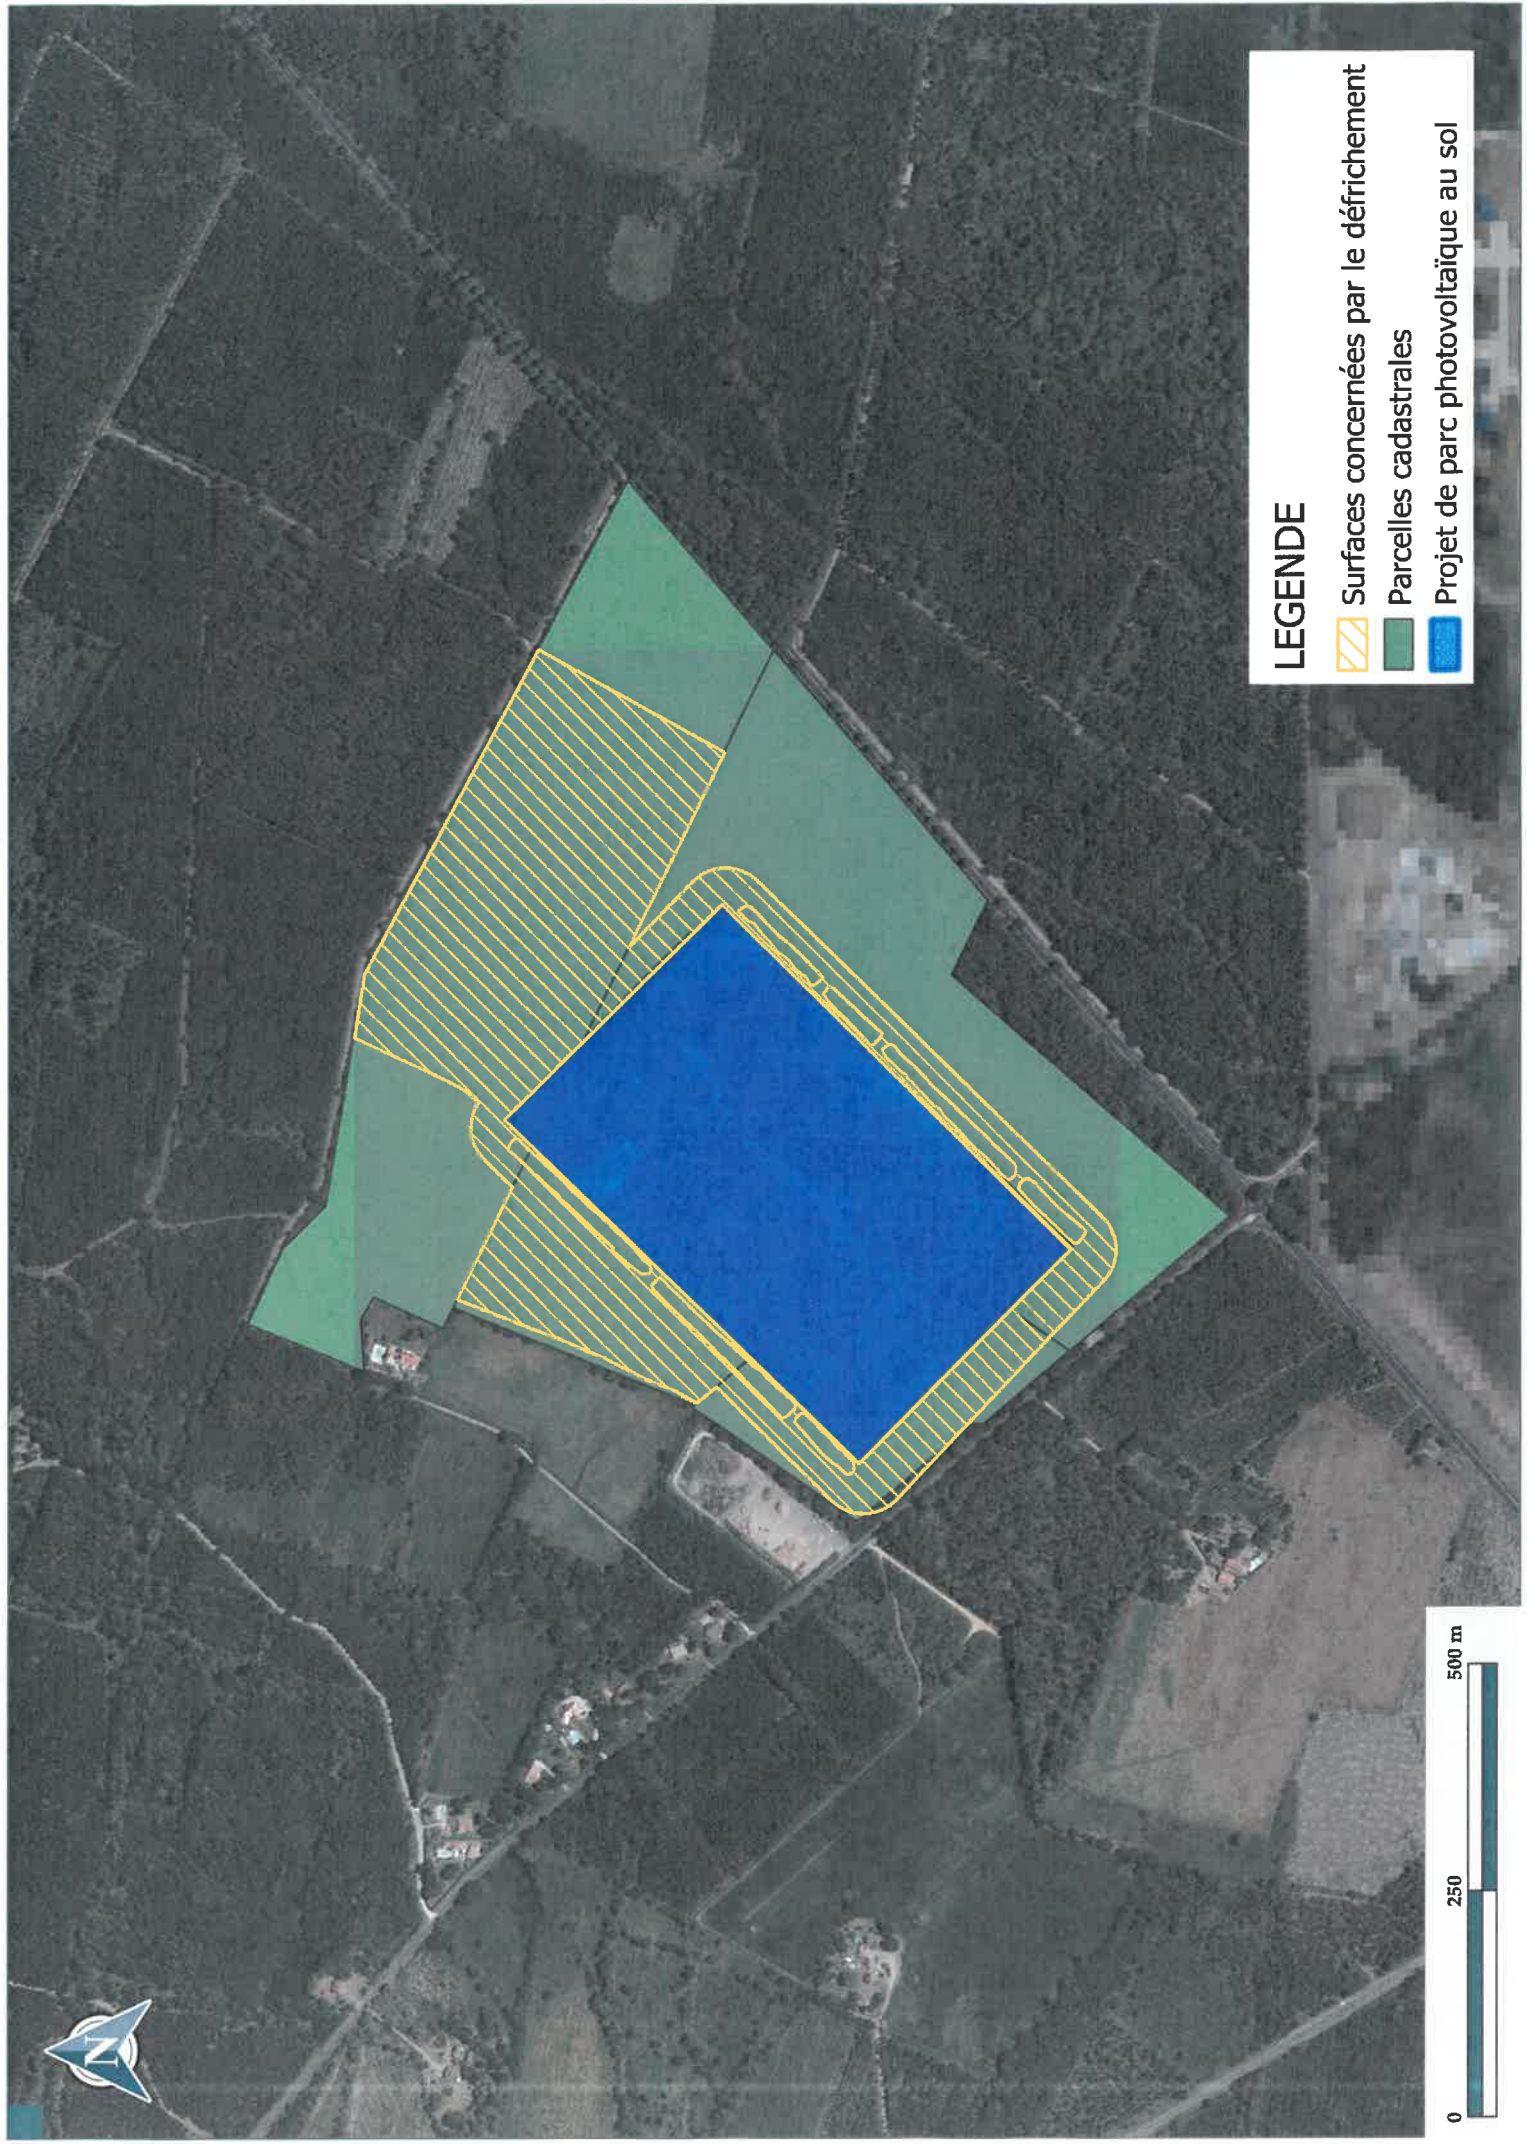 N
LEGENDE
Surfaces concernées par le défrichement
Parcelles cadastrales
Projet de parc photovoltaïque au sol
0 250 500 m